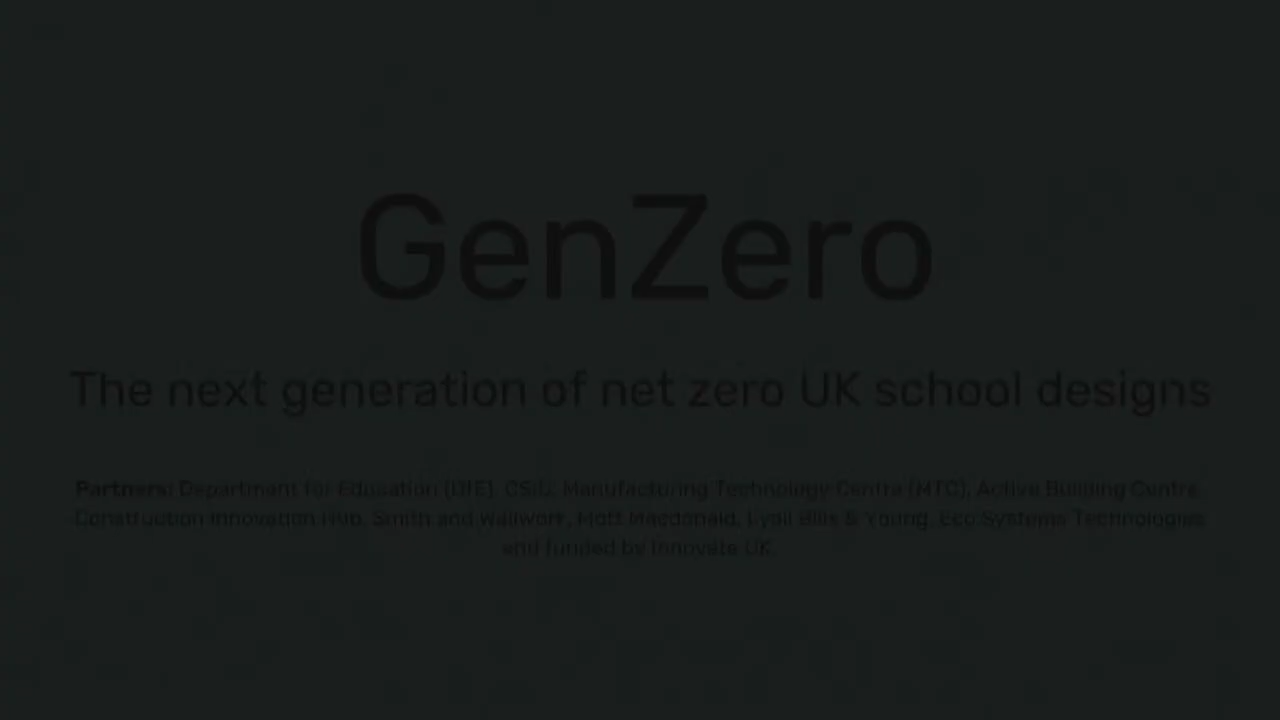 GenZero
The next generation of net zero UK school designs
Partners: Department for Education (DfE), Manufacturing Technology Centre (MTC), Active Building Centre,
Construction Innovation Hub, Smith and Wallwork, Mott Macdonald, Lyall Bills & Young, Eco Systems Technologies
and funded by Innovate UK.